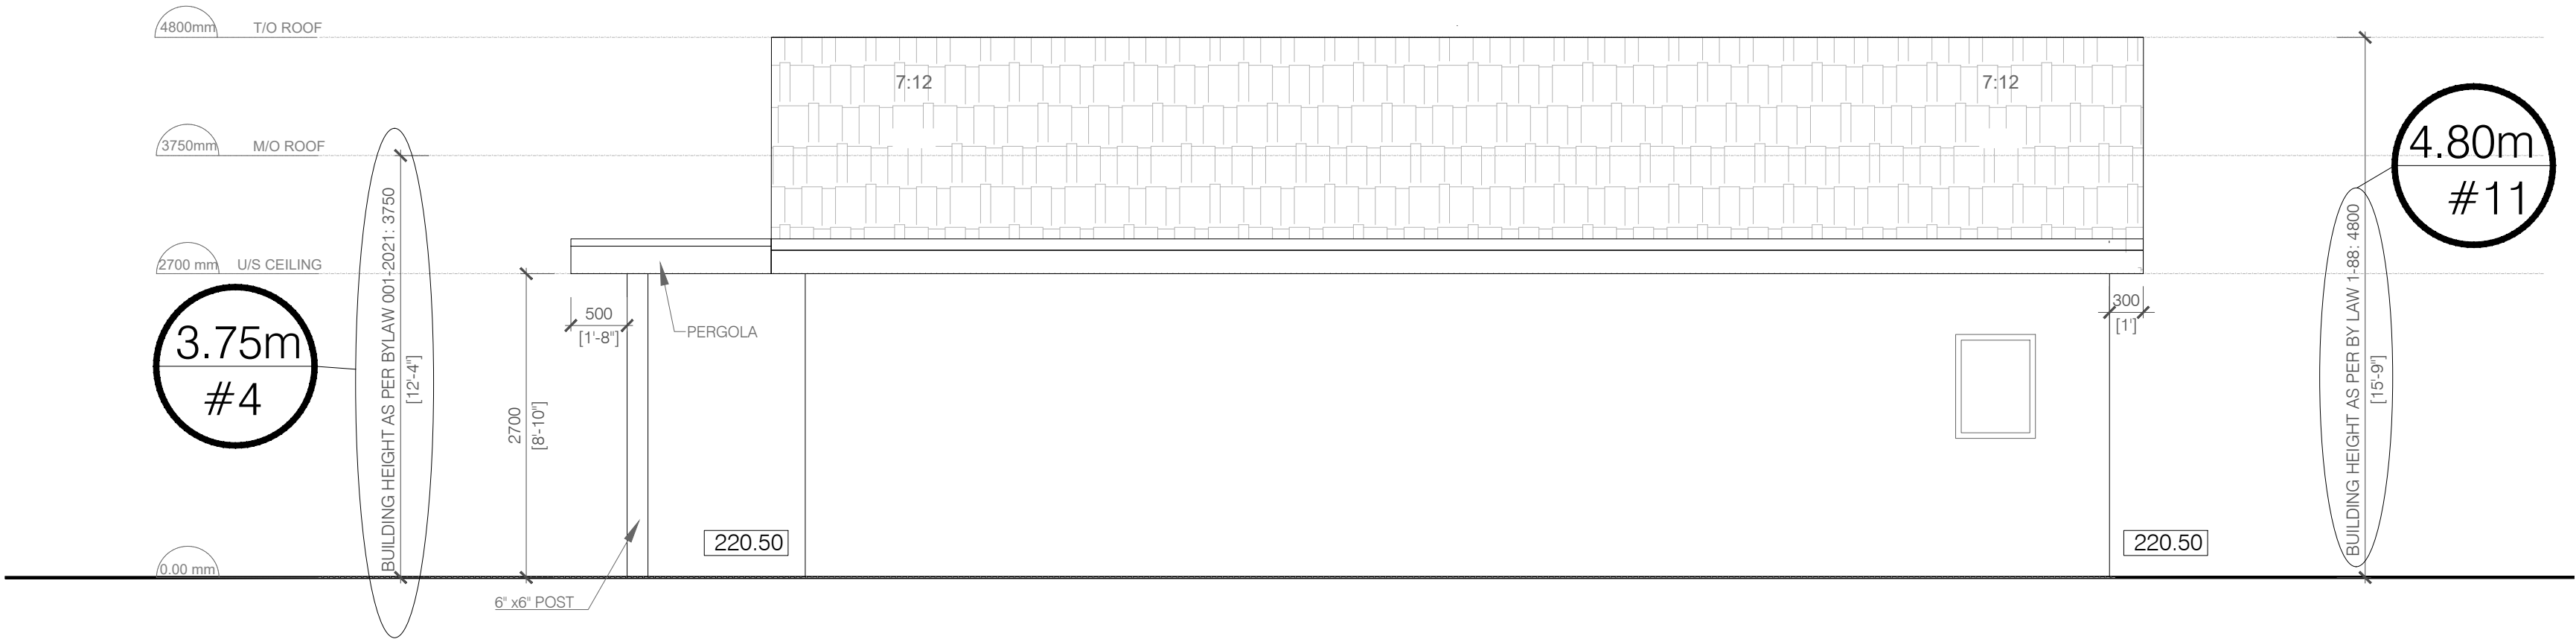 4800mm T/O ROOF
7:12 7:12
3750mm M/O ROOF
4.80m
#11
2700 mm U/S CEILING
BUILDING HEIGHT AS PER BYLAW 001-2021: 3750
[12'-4"]
BUILDING HEIGHT AS PER BY LAW 1-88: 4800
[15'-9"]
3.75m
#4
500
[1'-8"]
PERGOLA
300
[1']
2700
[8'-10"]
220.50 220.50
0.00 mm
6" x6" POST